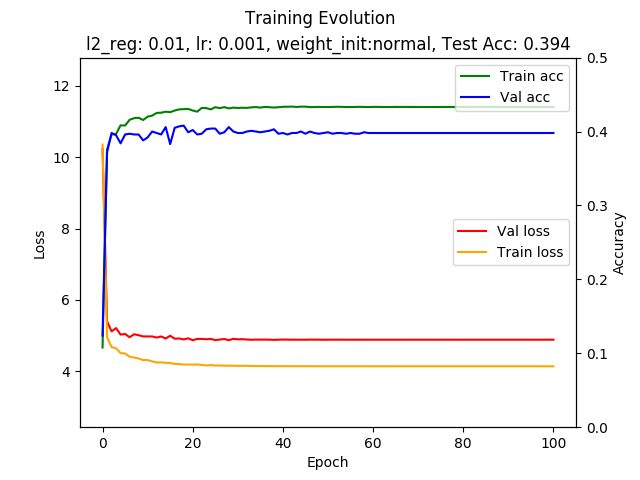 Training Evolution
l2_reg: 0.01, lr: 0.001, weight_init:normal, Test Acc: 0.394
12
10
8
6
4
Loss
0.5
0.4
0.3
0.2
0.1
0.0
Accuracy
Train acc
Val acc
Val loss
Train loss
0 20 40 60 80 100
Epoch